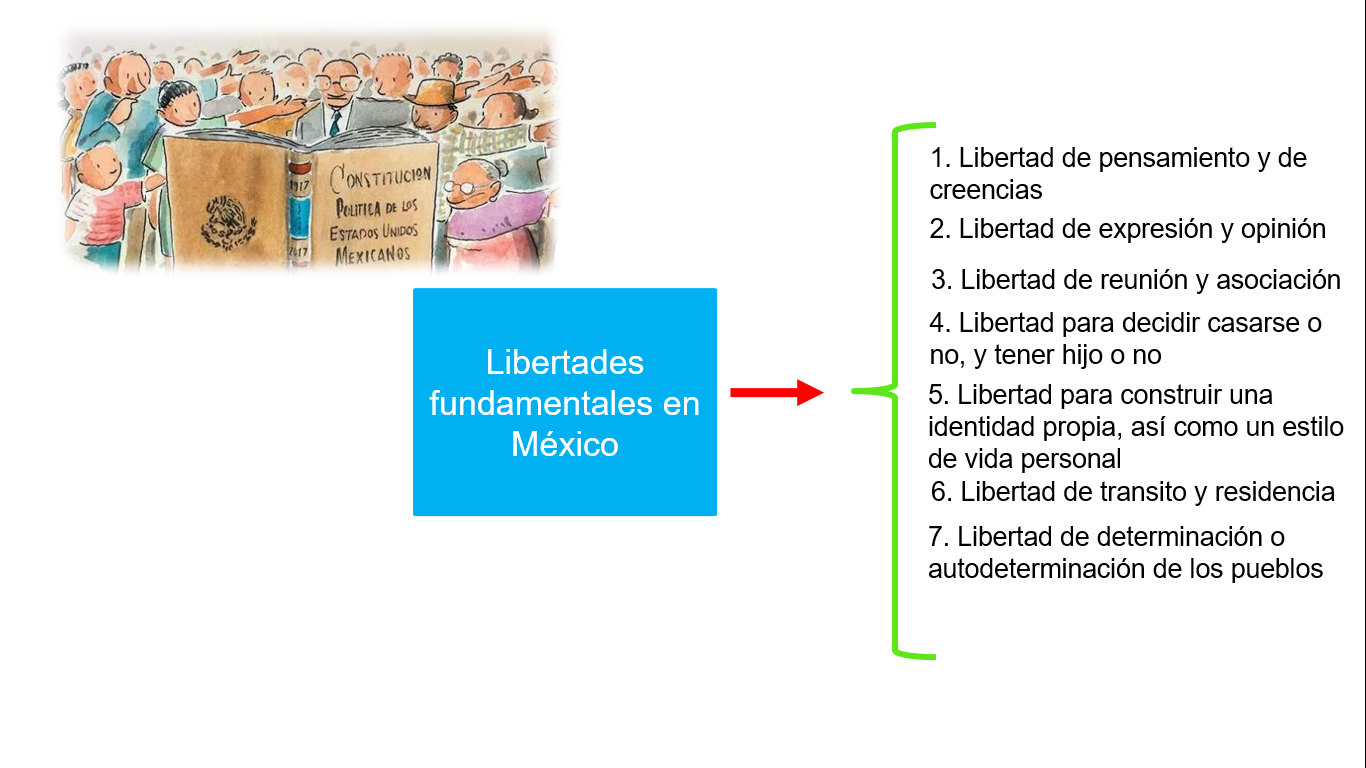 1917
2017
CONSTITUCION
POLITICA DE LOS
ESTADOS UNIDOS
MEXICANOS
Libertades
fundamentales en
México
1. Libertad de pensamiento y de
creencias
2. Libertad de expresión y opinión
3. Libertad de reunión y asociación
4. Libertad para decidir casarse o
no, y tener hijo o no
5. Libertad para construir una
identidad propia, así como un estilo
de vida personal
6. Libertad de transito y residencia
7. Libertad de determinación o
autodeterminación de los pueblos